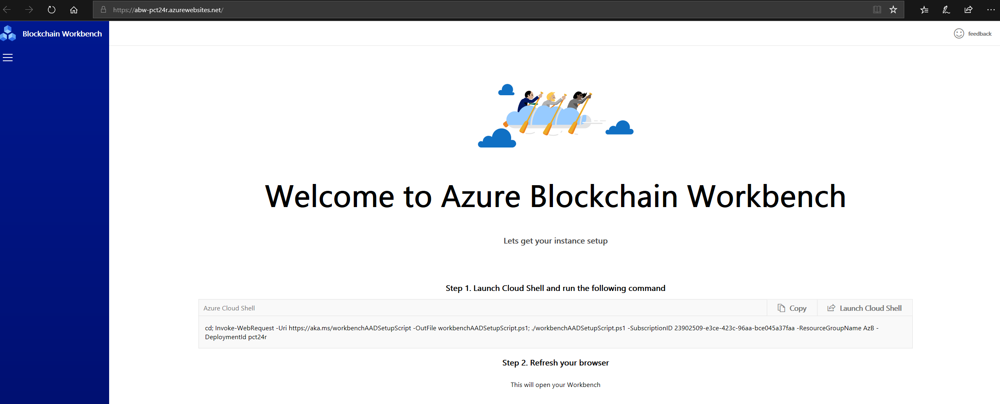 https://abw-pct24r.azurewebsites.net/
Blockchain Workbench
feedback
Welcome to Azure Blockchain Workbench
Lets get your instance setup
Step 1. Launch Cloud Shell and run the following command
Azure Cloud Shell
Copy
Launch Cloud Shell
cd; Invoke-WebRequest -Uri https://aka.ms/workbenchAADSetupScript -OutFile workbenchAADSetupScript.ps1; ./workbenchAADSetupScript.ps1 -SubscriptionID 23902509-e3ce-423c-96aa-bce045a37faa -ResourceGroupName AzB -
DeploymentId pct24r
Step 2. Refresh your browser
This will open your Workbench